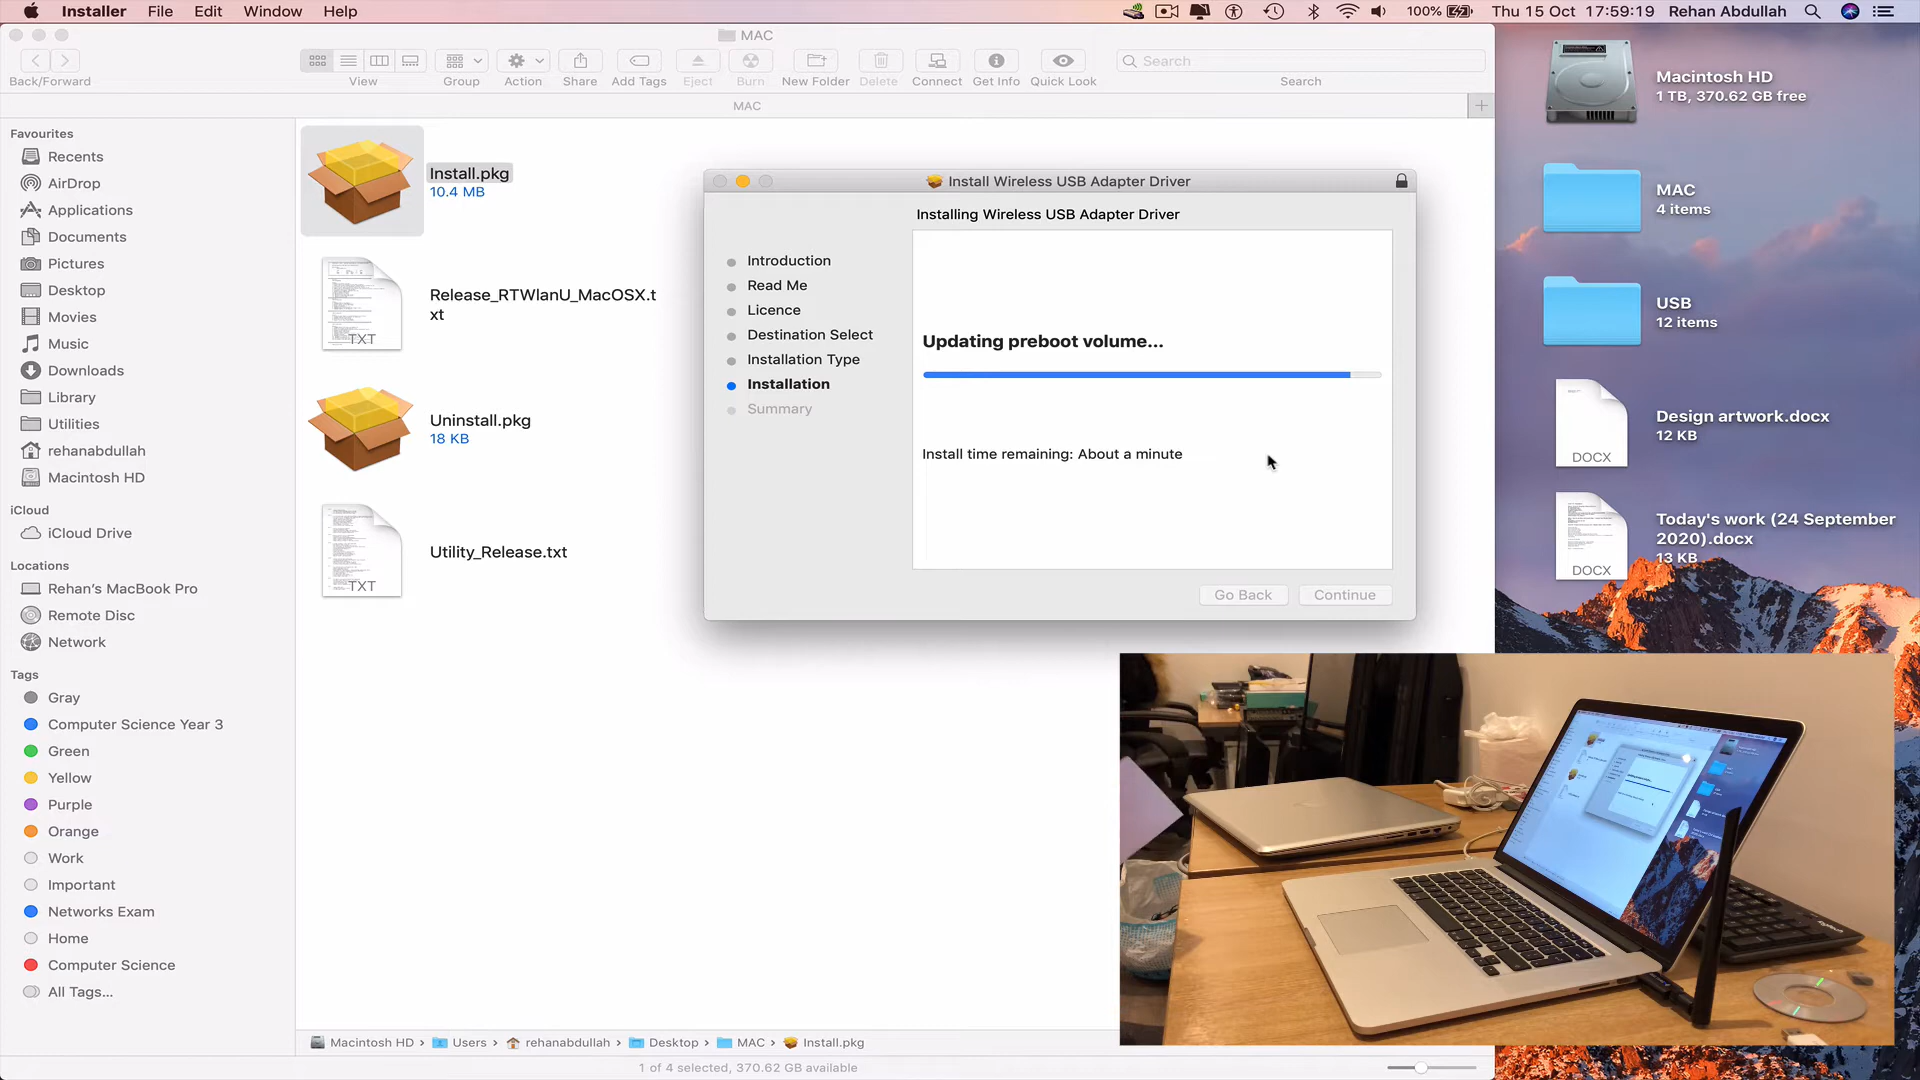 Installer File Edit Window Help 100% Thu 15 Oct 17:59:19 Rehan Abdullah
MAC
Back/Forward View Group Action Share Add Tags Eject Burn New Folder Delete Connect Get Info Quick Look Search
Search
MAC
Favourites
Recents
AirDrop
Applications
Documents
Pictures
Desktop
Movies
Music
Downloads
Library
Utilities
rehanabdullah
Macintosh HD
iCloud
iCloud Drive
Locations
Rehan's MacBook Pro
Remote Disc
Network
Tags
Gray
Computer Science Year 3
Green
Yellow
Purple
Orange
Work
Important
Networks Exam
Home
Computer Science
All Tags...
Install.pkg
10.4 MB
Release_RTWlanU_MacOSX.t
xt
TXT
Uninstall.pkg
18 KB
Utility_Release.txt
TXT
Install Wireless USB Adapter Driver
Installing Wireless USB Adapter Driver
Introduction
Read Me
Licence
Destination Select
Installation Type
Installation
Summary
Updating preboot volume...
Install time remaining: About a minute
Go Back Continue
Macintosh HD
1 TB, 370.62 GB free
MAC
4 items
USB
12 items
Design artwork.docx
12 KB
DOCX
Today's work (24 September
2020).docx
13 KB
DOCX
Macintosh HD › Users › rehanabdullah › Desktop › MAC › Install.pkg
1 of 4 selected, 370.62 GB available